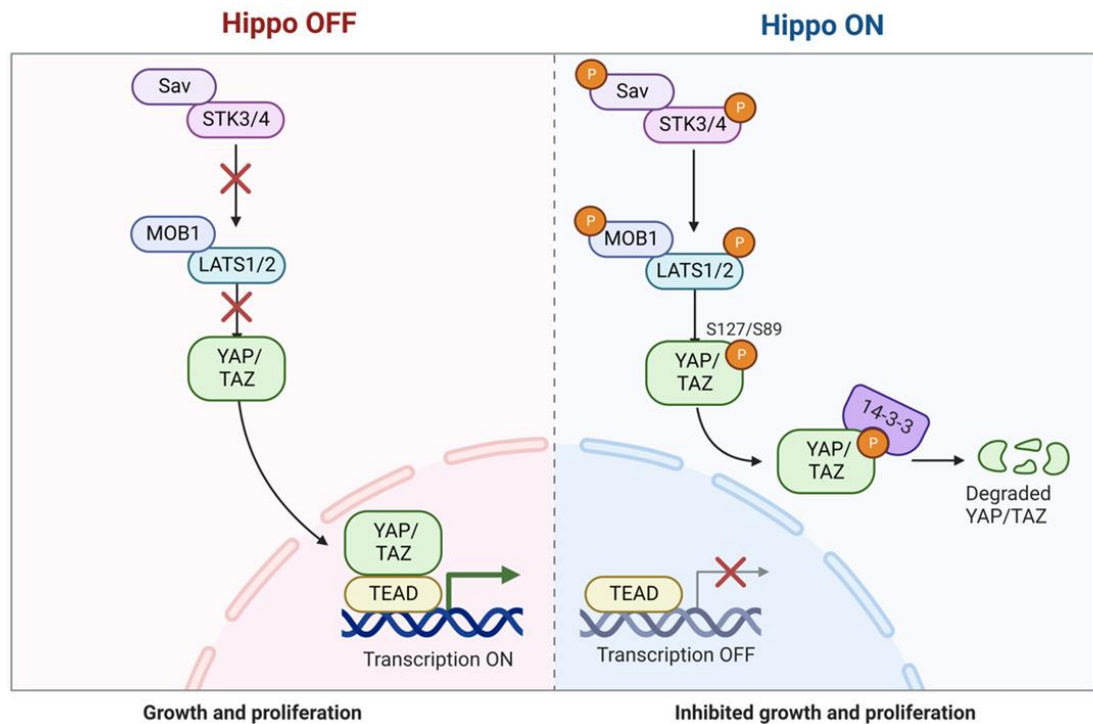 Hippo OFF
Sav
STK3/4
MOB1
LATS1/2
YAP/
TAZ
YAP/
TAZ
TEAD
Transcription ON
Growth and proliferation
Hippo ON
P
Sav
P
STK3/4
P
MOB1
P
LATS1/2
S127/S89
P
YAP/
TAZ
14-3-3
P
YAP/
TAZ
Degraded
YAP/TAZ
TEAD
Transcription OFF
Inhibited growth and proliferation